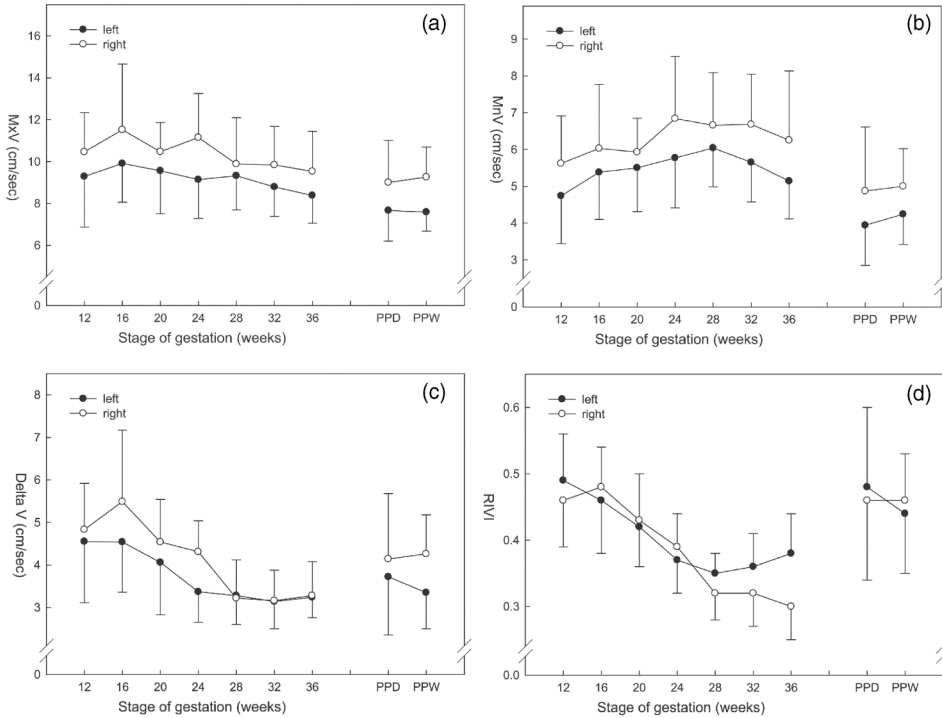 (a)
left
right
16
14
12
10
8
6
0
MxV (cm/sec)
12 16 20 24 28 32 36 PPD PPW
Stage of gestation (weeks)
(b)
left
right
9
8
7
6
5
4
3
0
MnV (cm/sec)
12 16 20 24 28 32 36 PPD PPW
Stage of gestation (weeks)
(c)
left
right
8
7
6
5
4
3
0
Delta V (cm/sec)
12 16 20 24 28 32 36 PPD PPW
Stage of gestation (weeks)
(d)
left
right
0.6
0.5
0.4
0.3
0.0
RIVI
12 16 20 24 28 32 36 PPD PPW
Stage of gestation (weeks)